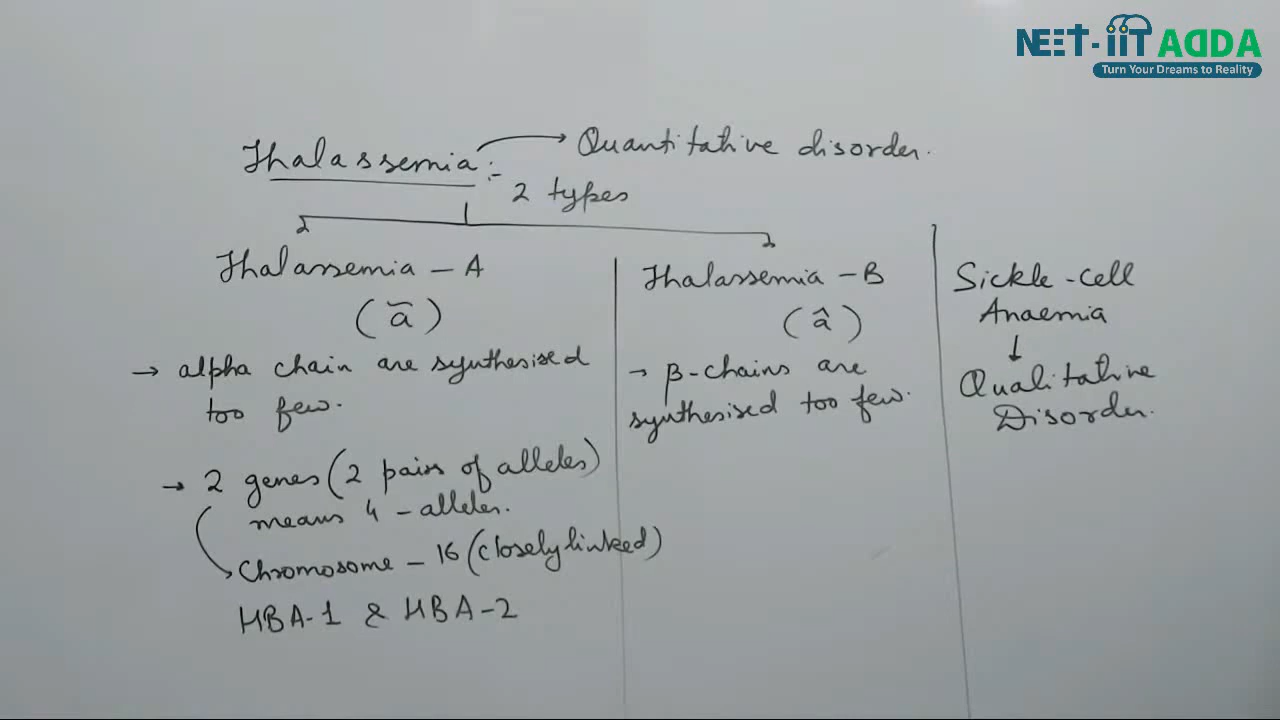 NEET-IIT ADDA
Turn Your Dreams to Reality
Thalassemia :- → Quantitative disorder.
2 types
Thalassemia - A
(ā)
→ alpha chain are synthesised
too few.
→ 2 genes (2 pairs of alleles)
means 4 - alleles.
Chromosome - 16 (closely linked)
HBA-1 & HBA-2
Thalassemia - B
(â)
→ β-chains are
synthesised too few.
Sickle-cell
Anaemia
↓
Qualitative
Disorder.